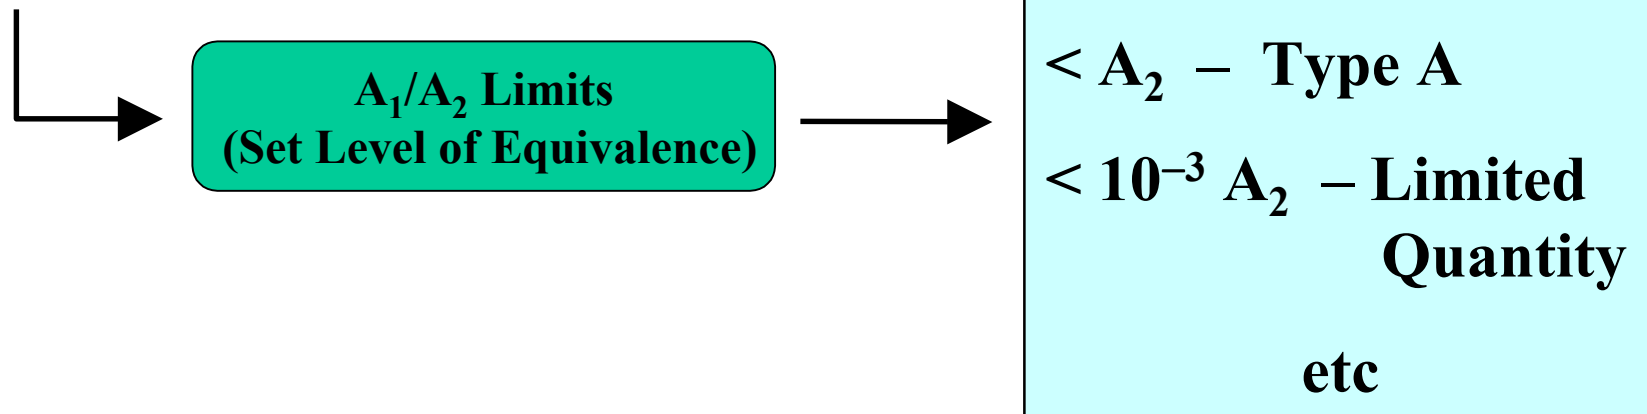 A₁/A₂ Limits
(Set Level of Equivalence)
< A₂ – Type A
< 10⁻³ A₂ – Limited
Quantity
etc